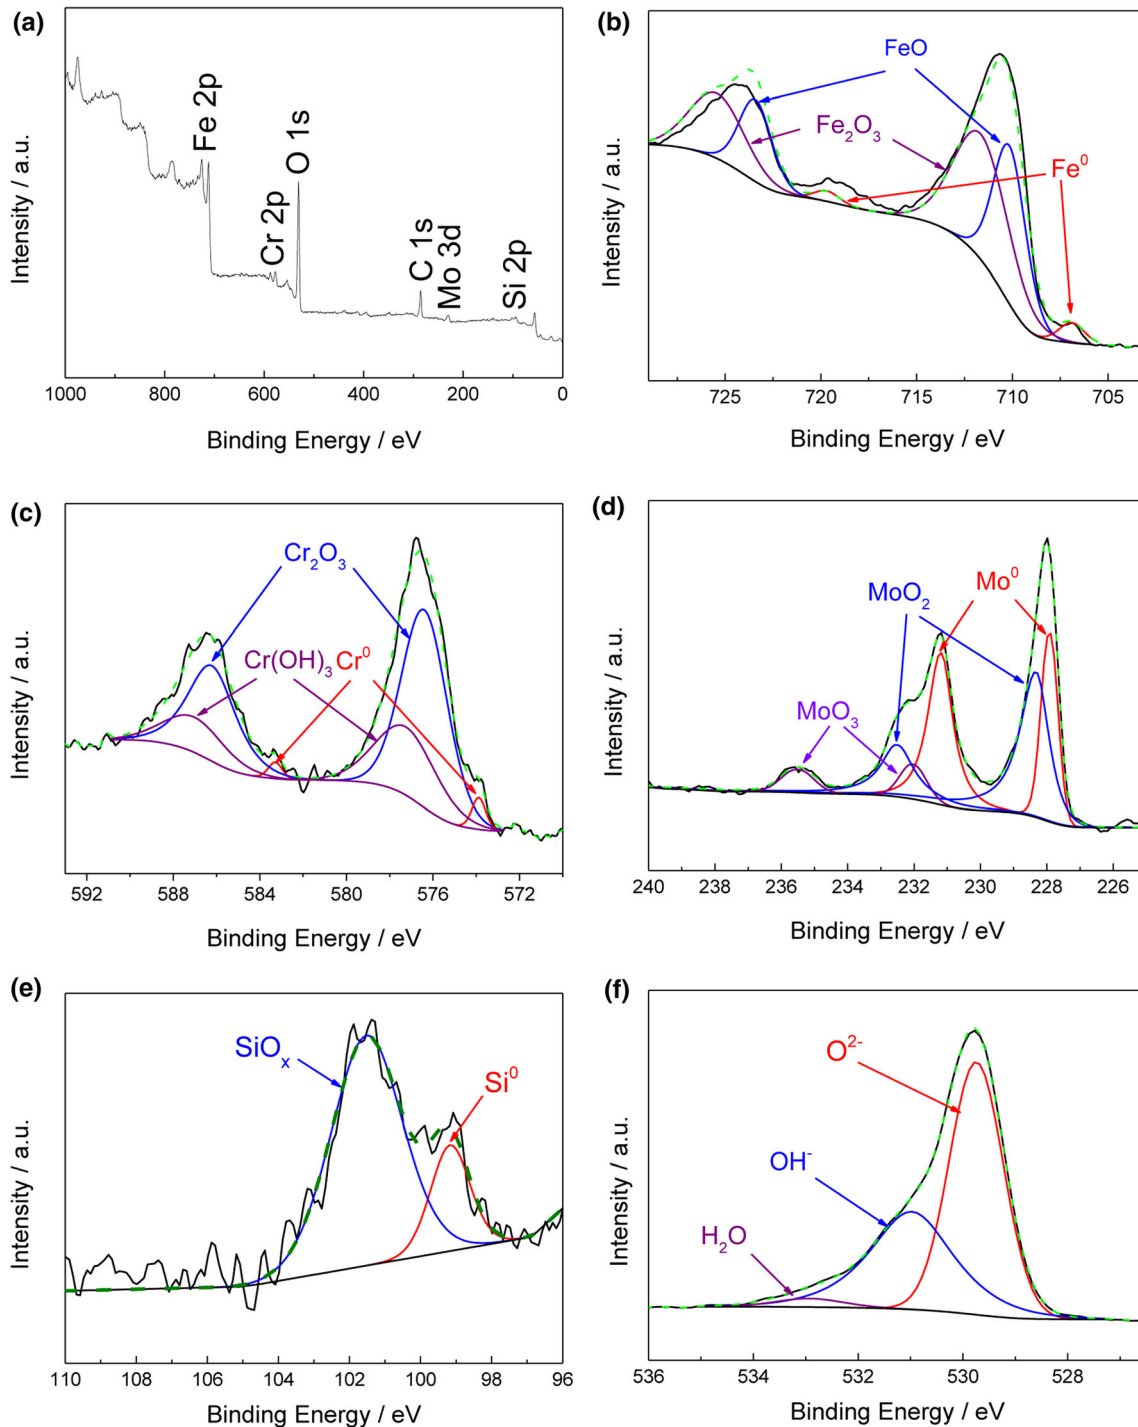 (a)
Fe 2p
O 1s
Cr 2p
C 1s
Mo 3d
Si 2p
Intensity / a.u.
1000 800 600 400 200 0
Binding Energy / eV
(b)
FeO
Fe₂O₃
Fe⁰
Intensity / a.u.
725 720 715 710 705
Binding Energy / eV
(c)
Cr₂O₃
Cr(OH)₃ Cr⁰
Intensity / a.u.
592 588 584 580 576 572
Binding Energy / eV
(d)
Mo⁰
MoO₂
MoO₃
Intensity / a.u.
240 238 236 234 232 230 228 226
Binding Energy / eV
(e)
SiOₓ
Si⁰
Intensity / a.u.
110 108 106 104 102 100 98 96
Binding Energy / eV
(f)
O²⁻
OH⁻
H₂O
Intensity / a.u.
536 534 532 530 528
Binding Energy / eV